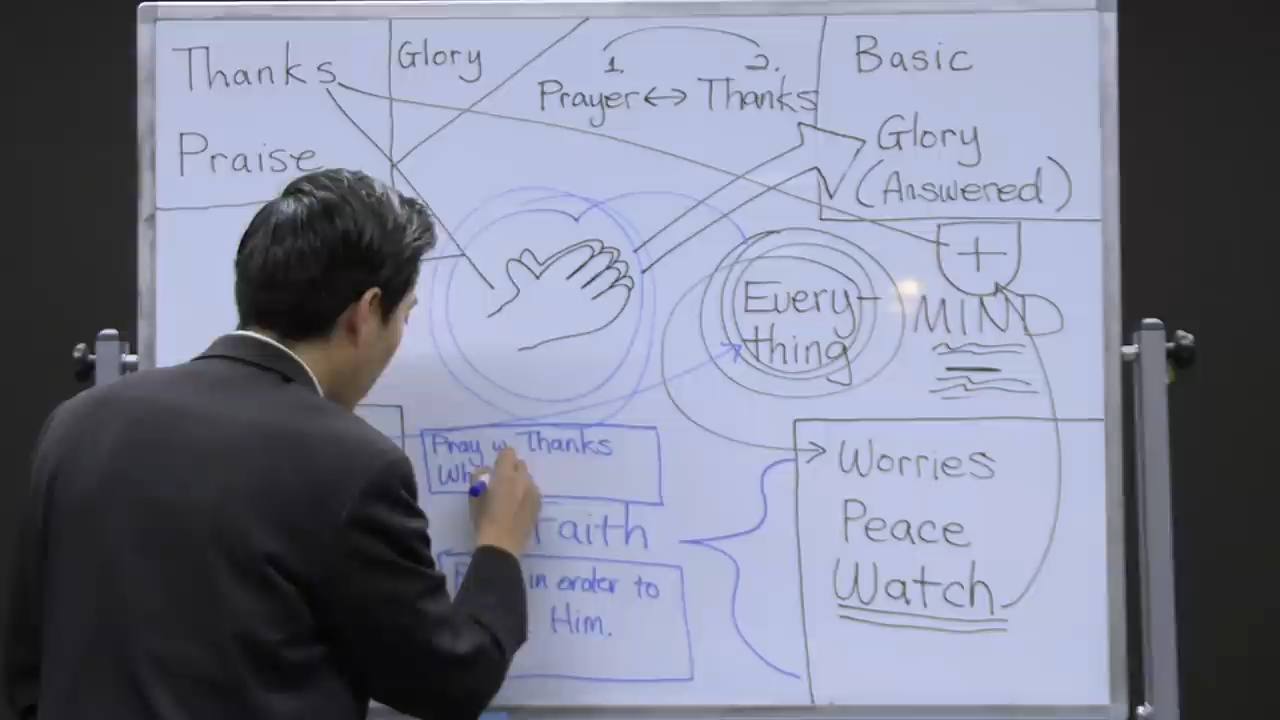 Thanks
Praise
Glory
1. 2.
Prayer ↔ Thanks
Basic
Glory
(Answered)
Every-
thing
MIND
Pray w Thanks
Wh
Faith
in order to
Him.
Worries
Peace
Watch